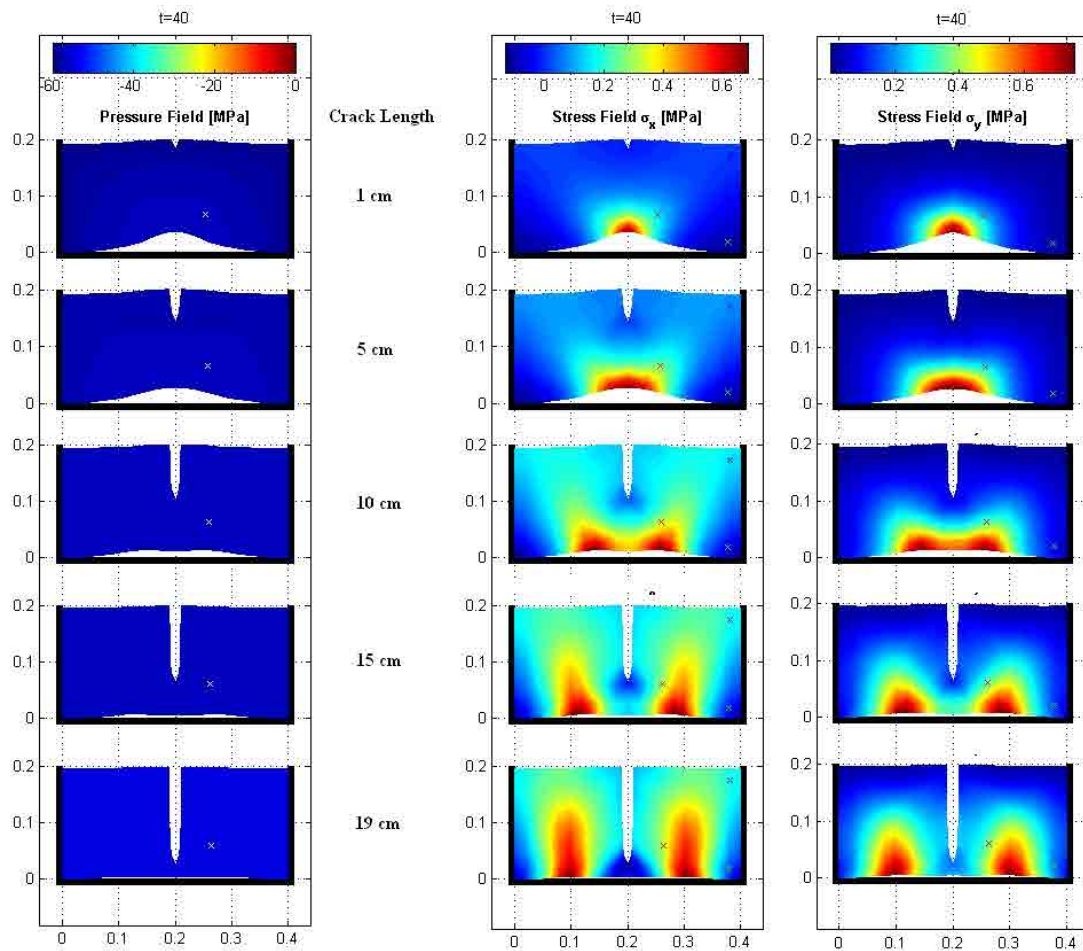 t=40 t=40 t=40
-60 -40 -20 0 0 0.2 0.4 0.6 0.2 0.4 0.6
Pressure Field [MPa] Crack Length Stress Field σx [MPa] Stress Field σy [MPa]
0.2 0.2 0.2
1 cm
0.1 0.1 0.1
0 0 0
0.2 0.2 0.2
5 cm
0.1 0.1 0.1
0 0 0
0.2 0.2 0.2
10 cm
0.1 0.1 0.1
0 0 0
0.2 0.2 0.2
15 cm
0.1 0.1 0.1
0 0 0
0.2 0.2 0.2
19 cm
0.1 0.1 0.1
0 0 0
0 0.1 0.2 0.3 0.4 0 0.1 0.2 0.3 0.4 0 0.1 0.2 0.3 0.4